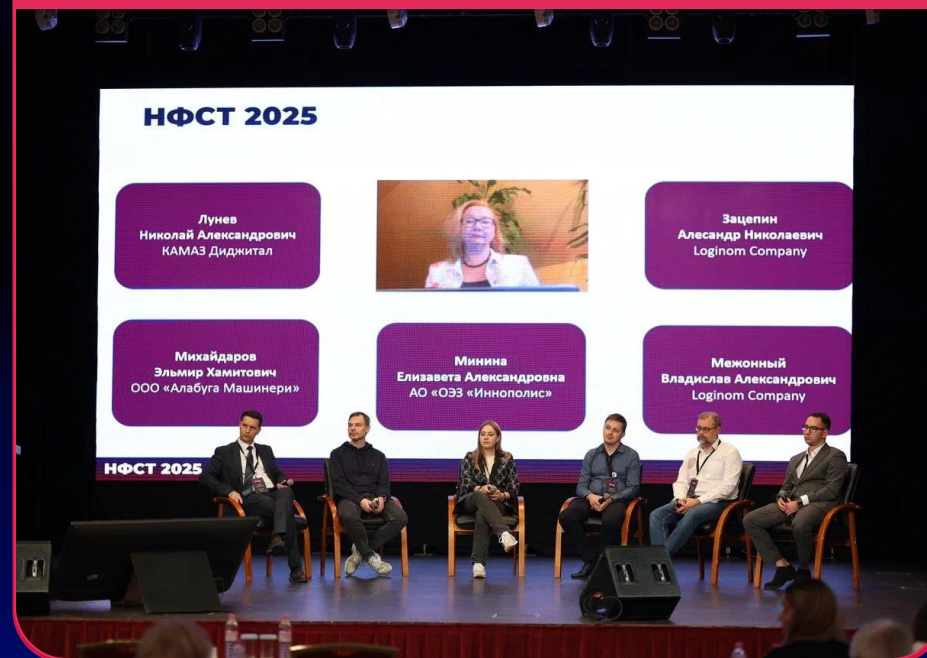 НФСТ 2025
Лунев
Николай Александрович
КАМАЗ Диджитал
Зацепин
Алесандр Николаевич
Loginom Company
Михайдаров
Эльмир Хамитович
ООО «Алабуга Машинери»
Минина
Елизавета Александровна
АО «ОЭЗ «Иннополис»
Межонный
Владислав Александрович
Loginom Company
НФСТ 2025